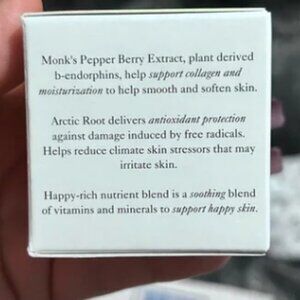 Monk's Pepper Berry Extract, plant derived
b-endorphins, help support collagen and
moisturization to help smooth and soften skin.
Arctic Root delivers antioxidant protection
against damage induced by free radicals.
Helps reduce climate skin stressors that may
irritate skin.
Happy-rich nutrient blend is a soothing blend
of vitamins and minerals to support happy skin.